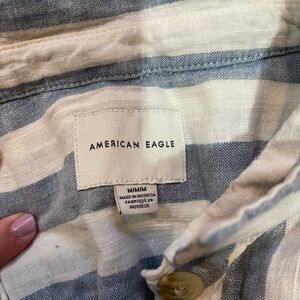 AMERICAN EAGLE
M/M/M
MADE IN INDONESIA
FABRIQUÉ EN
INDONÉSIE